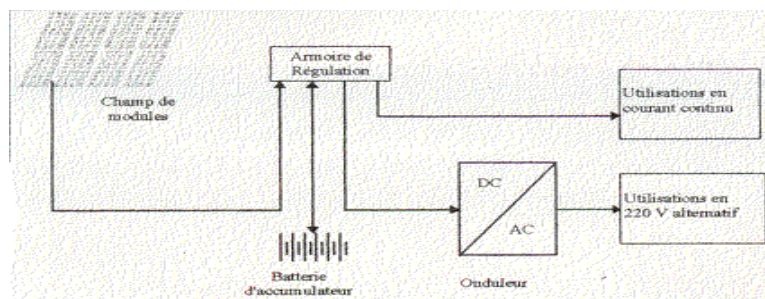 Armoire de
Régulation
Champ de
modules
Utilisations en
courant continu
DC
AC
Utilisations en
220 V alternatif
Batterie
d'accumulateur
Onduleur